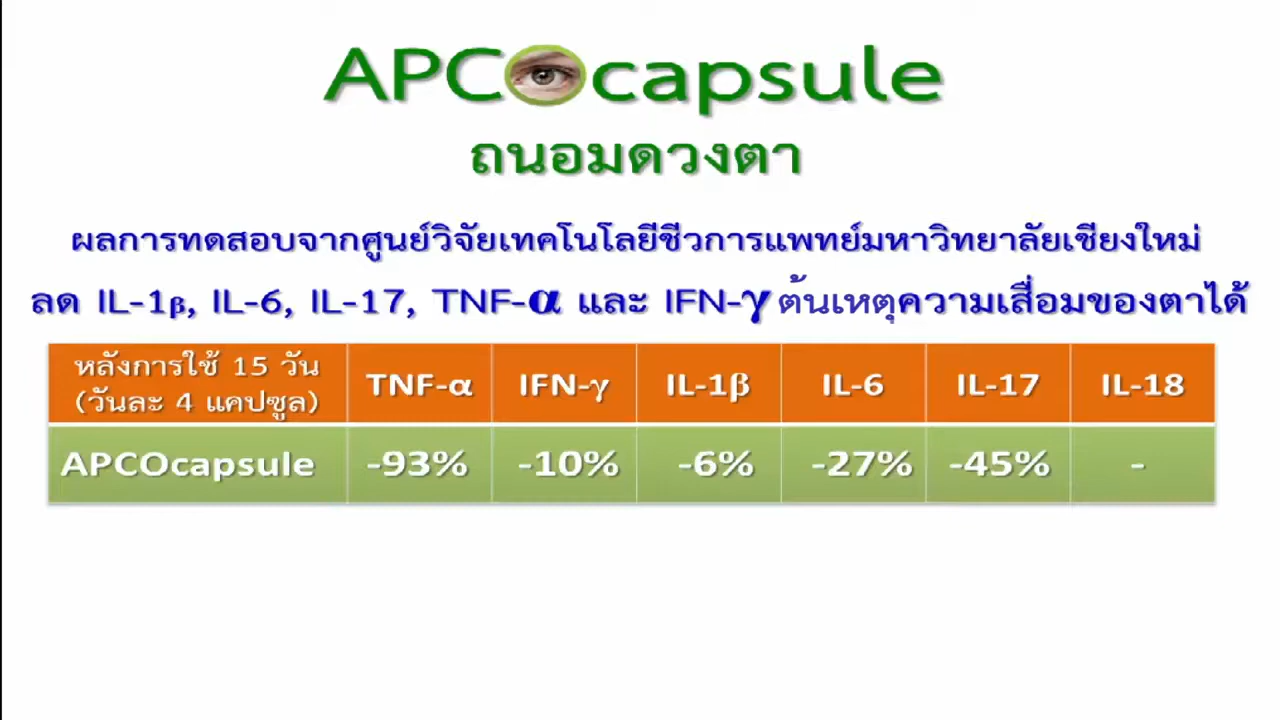 APCOcapsule
ถนอมดวงตา
ผลการทดสอบจากศูนย์วิจัยเทคโนโลยีชีวการแพทย์มหาวิทยาลัยเชียงใหม่
ลด IL-1β, IL-6, IL-17, TNF-α และ IFN-γ ต้นเหตุความเสื่อมของตาได้
หลังการใช้ 15 วัน
(วันละ 4 แคปซูล)
TNF-α IFN-γ IL-1β IL-6 IL-17 IL-18
APCOcapsule -93% -10% -6% -27% -45% -